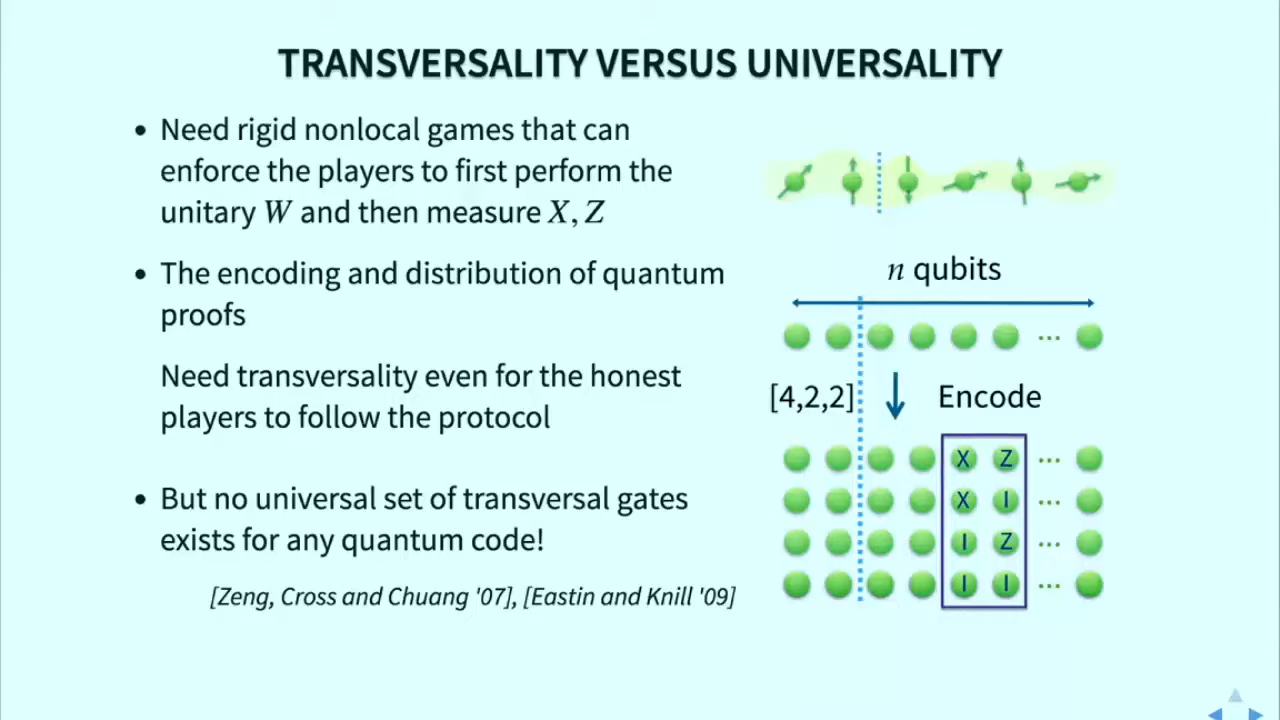 TRANSVERSALITY VERSUS UNIVERSALITY
• Need rigid nonlocal games that can
enforce the players to first perform the
unitary W and then measure X, Z
• The encoding and distribution of quantum
proofs
Need transversality even for the honest
players to follow the protocol
• But no universal set of transversal gates
exists for any quantum code!
[Zeng, Cross and Chuang '07], [Eastin and Knill '09]
n qubits
...
[4,2,2]
Encode
X Z ...
X I ...
I Z ...
I I ...